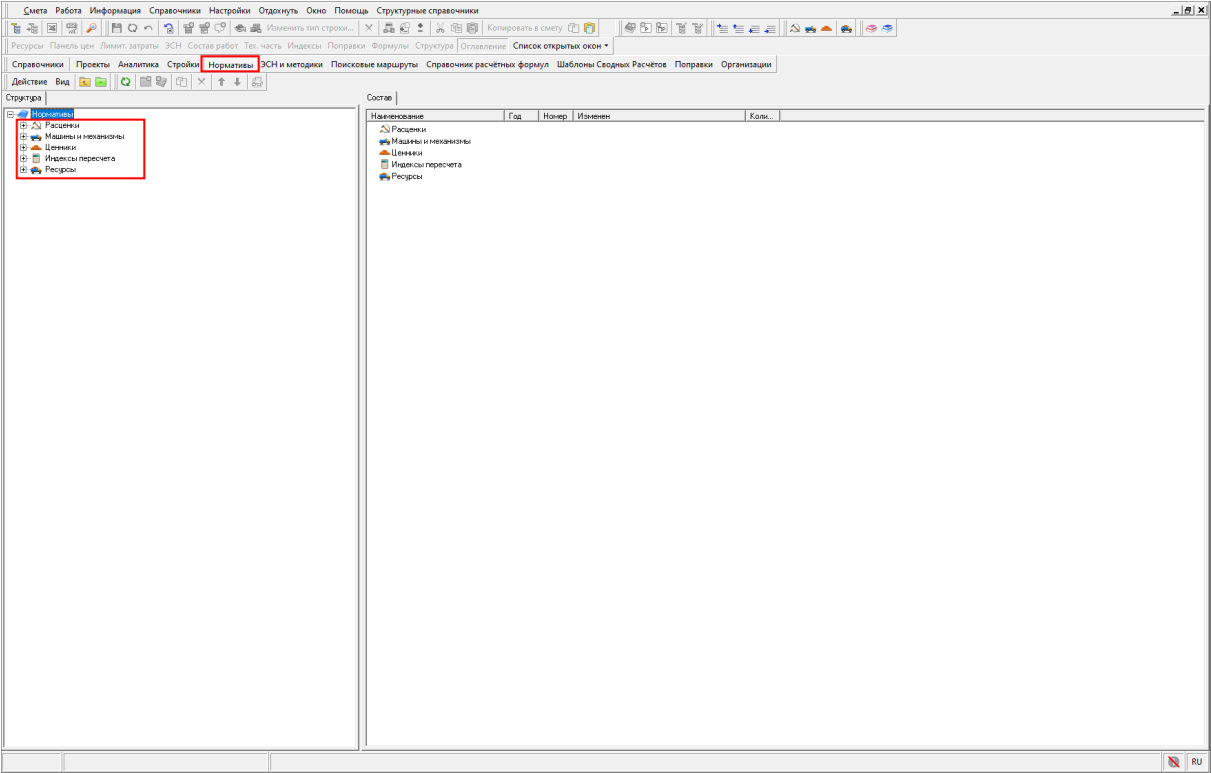 Смета Работа Информация Справочники Настройки Отдохнуть Окно Помощь Структурные справочники
Изменить тип строки... Копировать в смету
Ресурсы Панель цен Лимит. затраты ЭСН Состав работ Тех. часть Индексы Поправки Формулы Структура Оглавление Список открытых окон
Справочники Проекты Аналитика Стройки Нормативы ЭСН и методики Поисковые маршруты Справочник расчётных формул Шаблоны Сводных Расчётов Поправки Организации
Действие Вид
Структура
Нормативы
Расценки
Машины и механизмы
Ценники
Индексы пересчета
Ресурсы
Состав
Наименование Год Номер Изменен Коли...
Расценки
Машины и механизмы
Ценники
Индексы пересчета
Ресурсы
RU